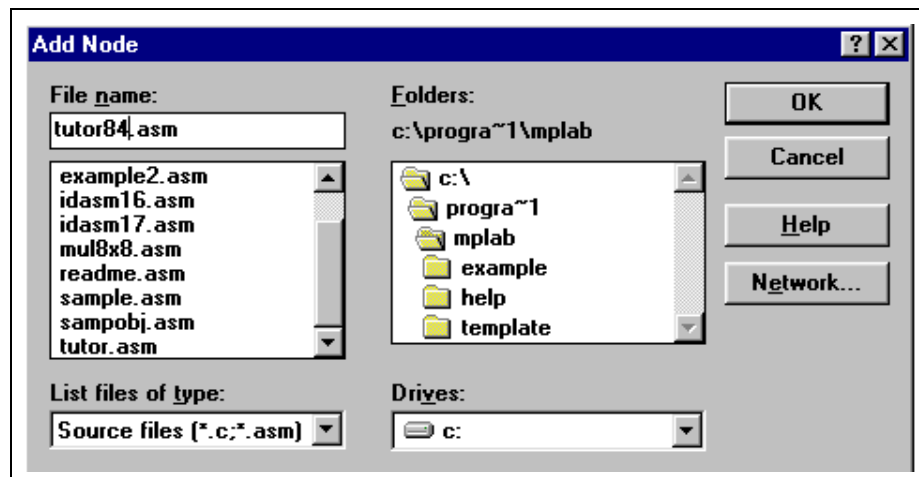 Add Node
File name:
tutor84.asm
example2.asm
idasm16.asm
idasm17.asm
mul8x8.asm
readme.asm
sample.asm
sampobj.asm
tutor.asm
List files of type:
Source files (*.c;*.asm)
Folders:
c:\progra~1\mplab
c:\
progra~1
mplab
example
help
template
Drives:
c:
OK
Cancel
Help
Network...